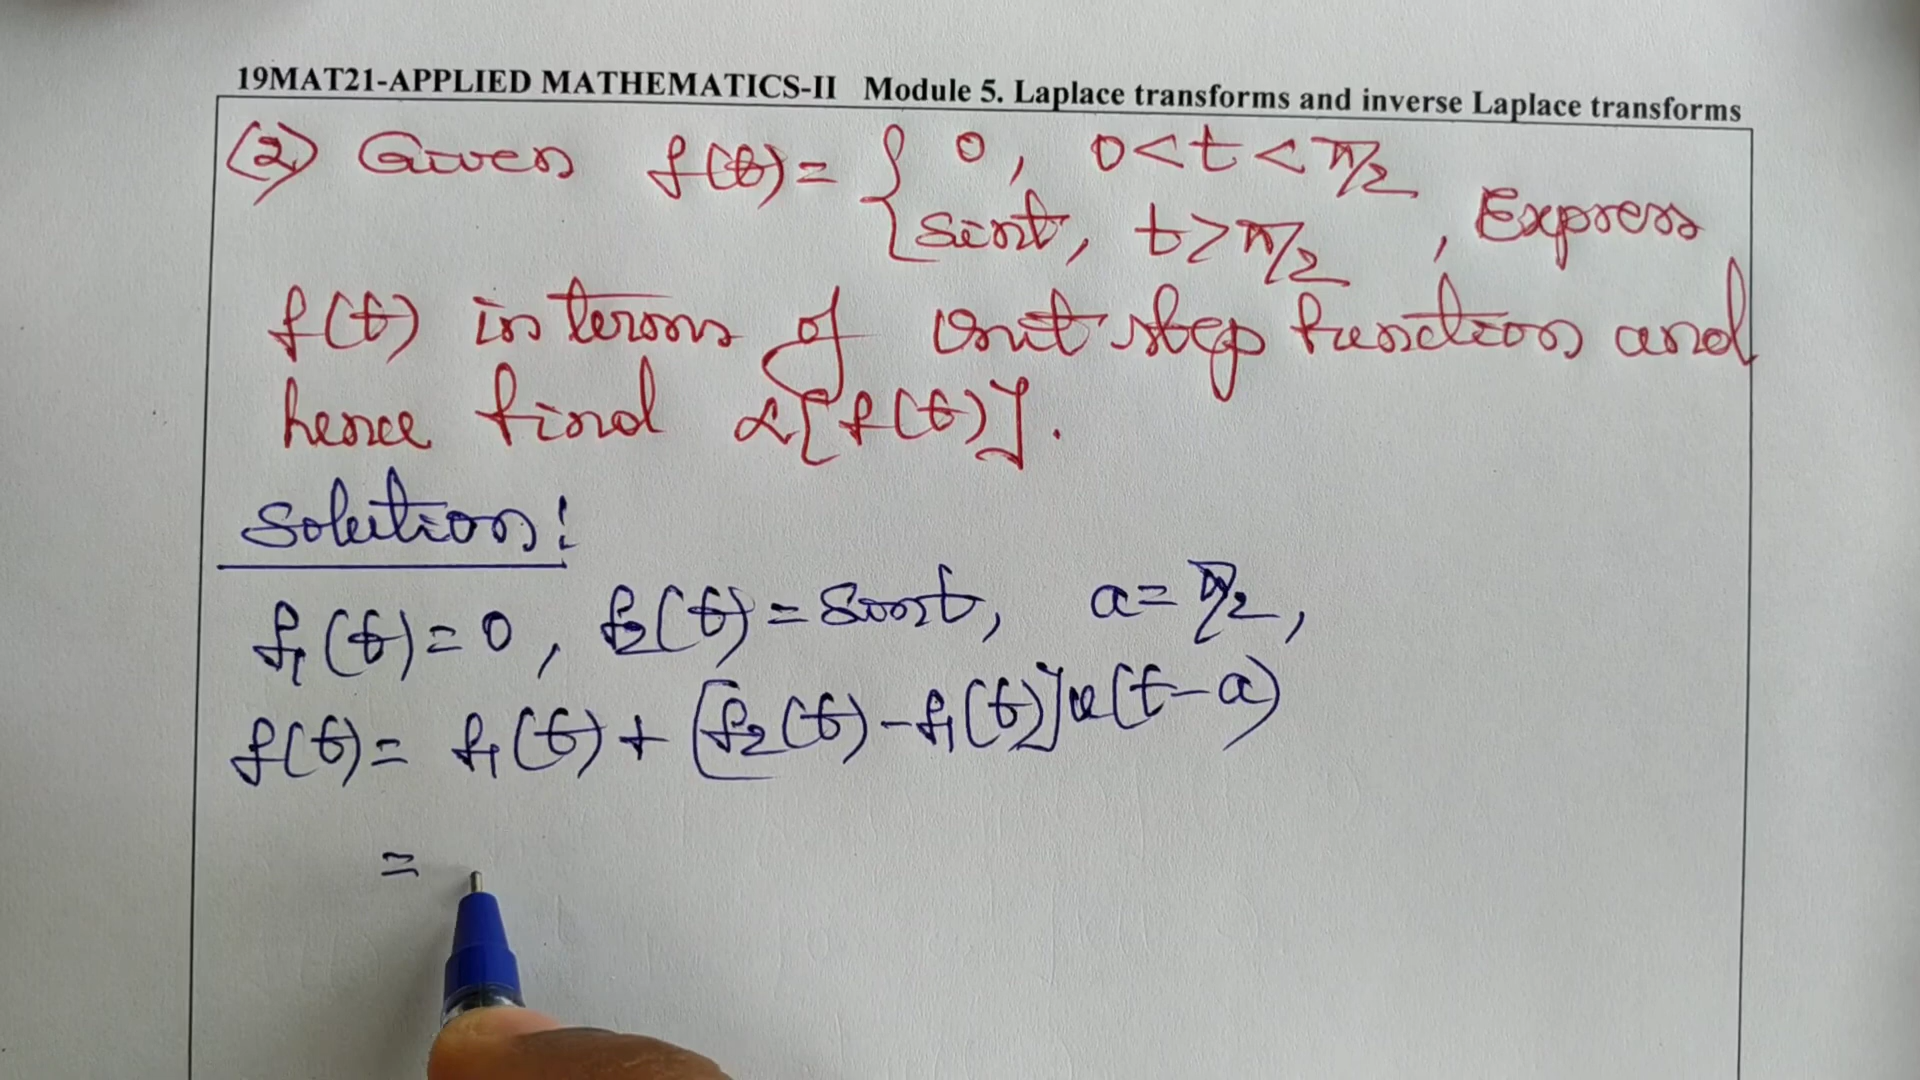 19MAT21-APPLIED MATHEMATICS-II Module 5. Laplace transforms and inverse Laplace transforms
(2) Given f(t) = { 0, 0<t<π/2
sint, t>π/2 , Express
f(t) in terms of unit step function and
hence find L[f(t)].
Solution:
f₁(t)=0, f₂(t)=sint, a=π/2,
f(t)= f₁(t)+[f₂(t)-f₁(t)]u(t-a)
=